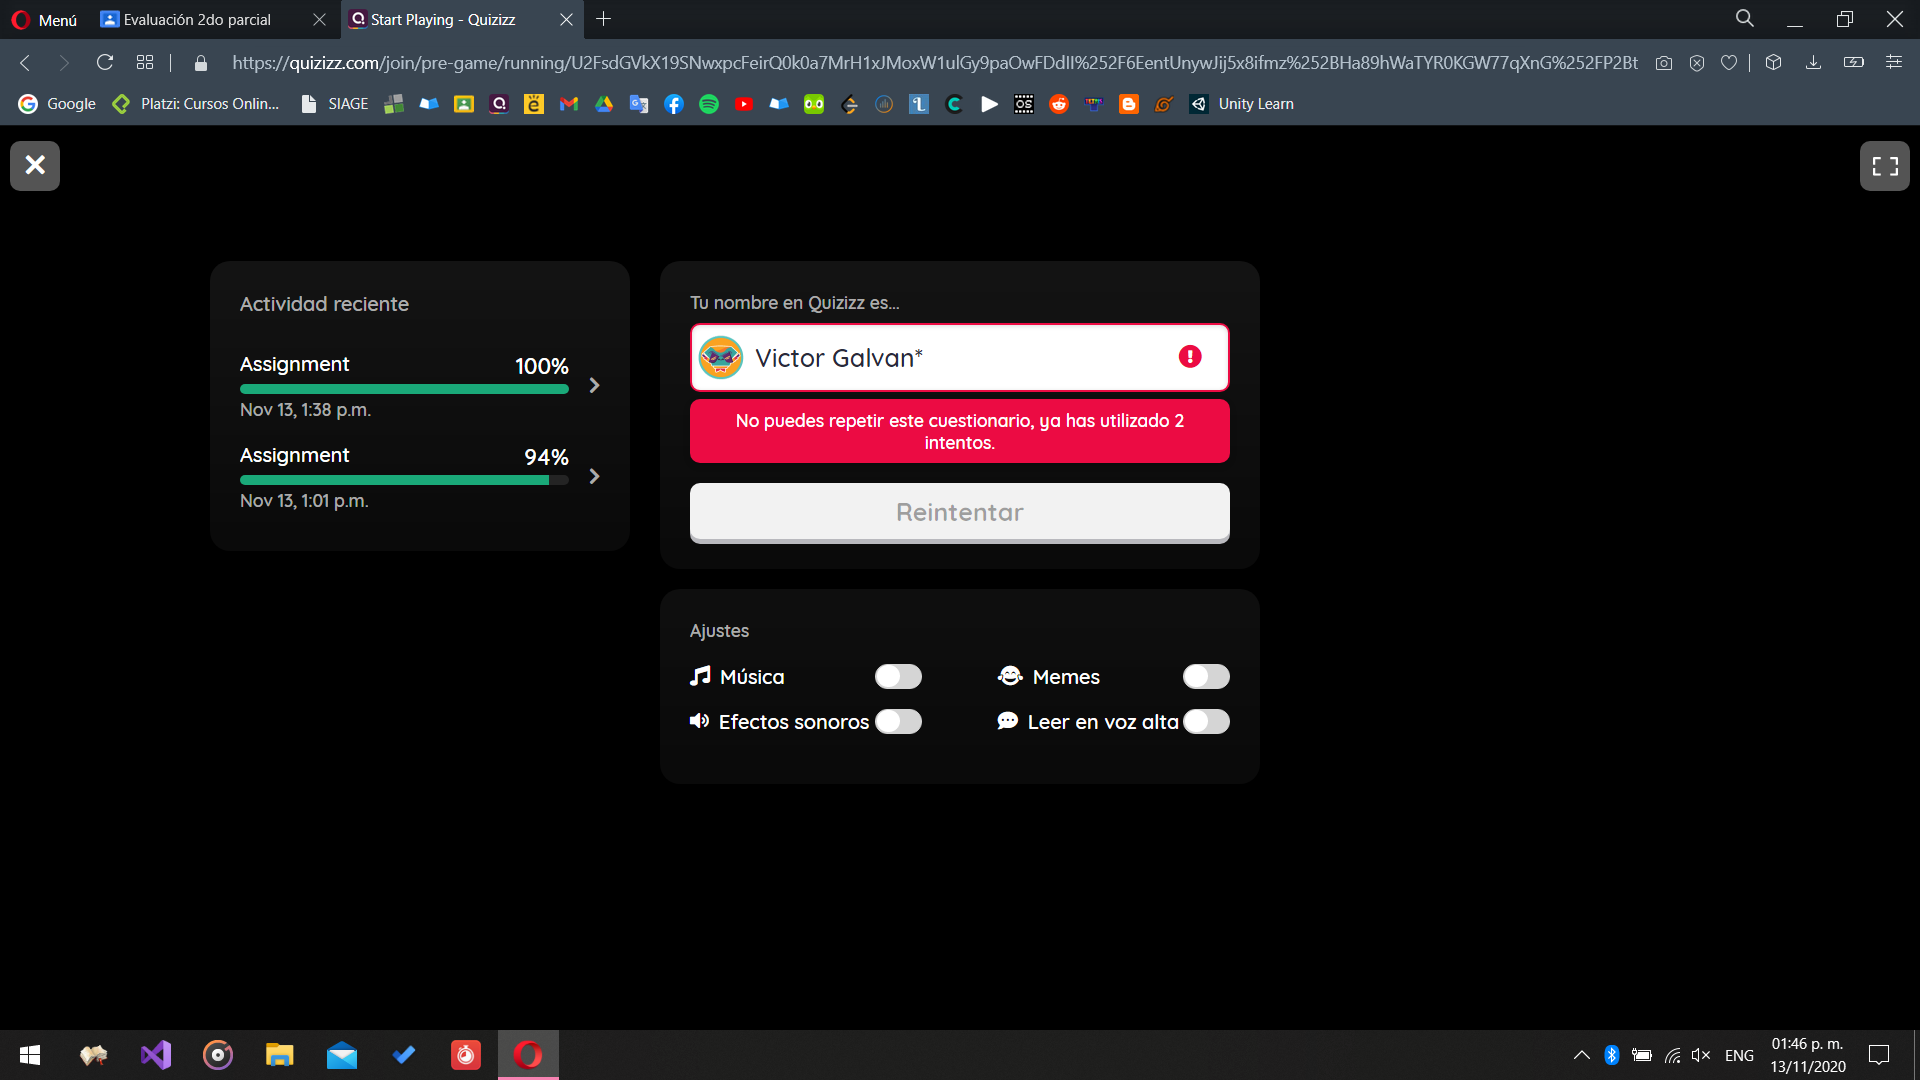 Menú
Evaluación 2do parcial
Start Playing - Quizizz
https://quizizz.com/join/pre-game/running/U2FsdGVkX19SNwxpcFeirQ0k0a7MrH1xJMoxW1ulGy9paOwFDdlI%252F6EentUnywJij5x8ifmz%252BHa89hWaTYR0KGW77qXnG%252FP2Bt
Google
Platzi: Cursos Onlin...
SIAGE
Unity Learn
Actividad reciente
Assignment 100%
Nov 13, 1:38 p.m.
Assignment 94%
Nov 13, 1:01 p.m.
Tu nombre en Quizizz es...
Victor Galvan*
No puedes repetir este cuestionario, ya has utilizado 2
intentos.
Reintentar
Ajustes
Música
Memes
Efectos sonoros
Leer en voz alta
ENG
01:46 p. m.
13/11/2020